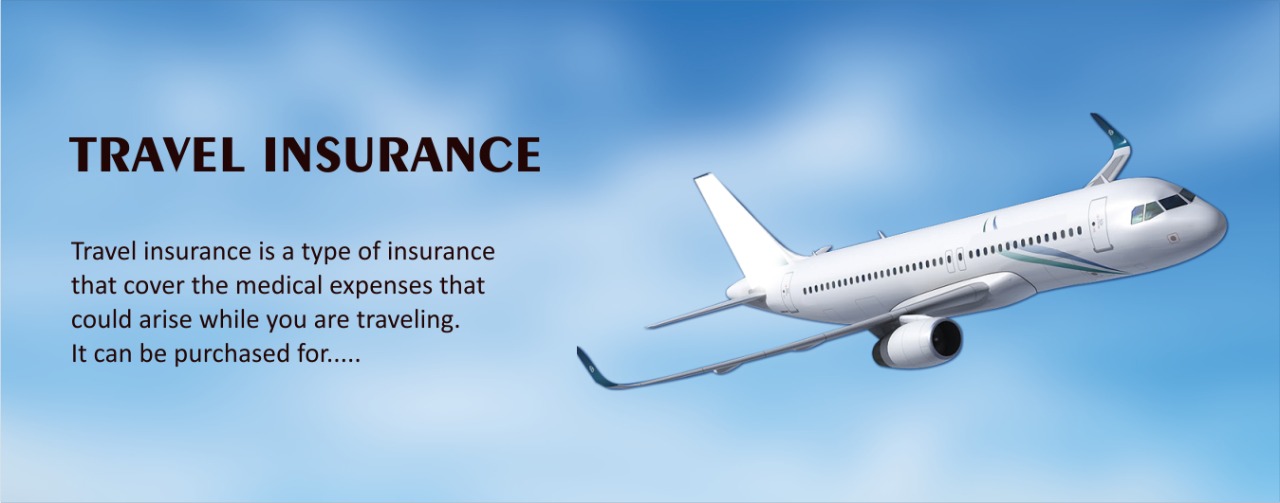 TRAVEL INSURANCE
Travel insurance is a type of insurance
that cover the medical expenses that
could arise while you are traveling.
It can be purchased for.....